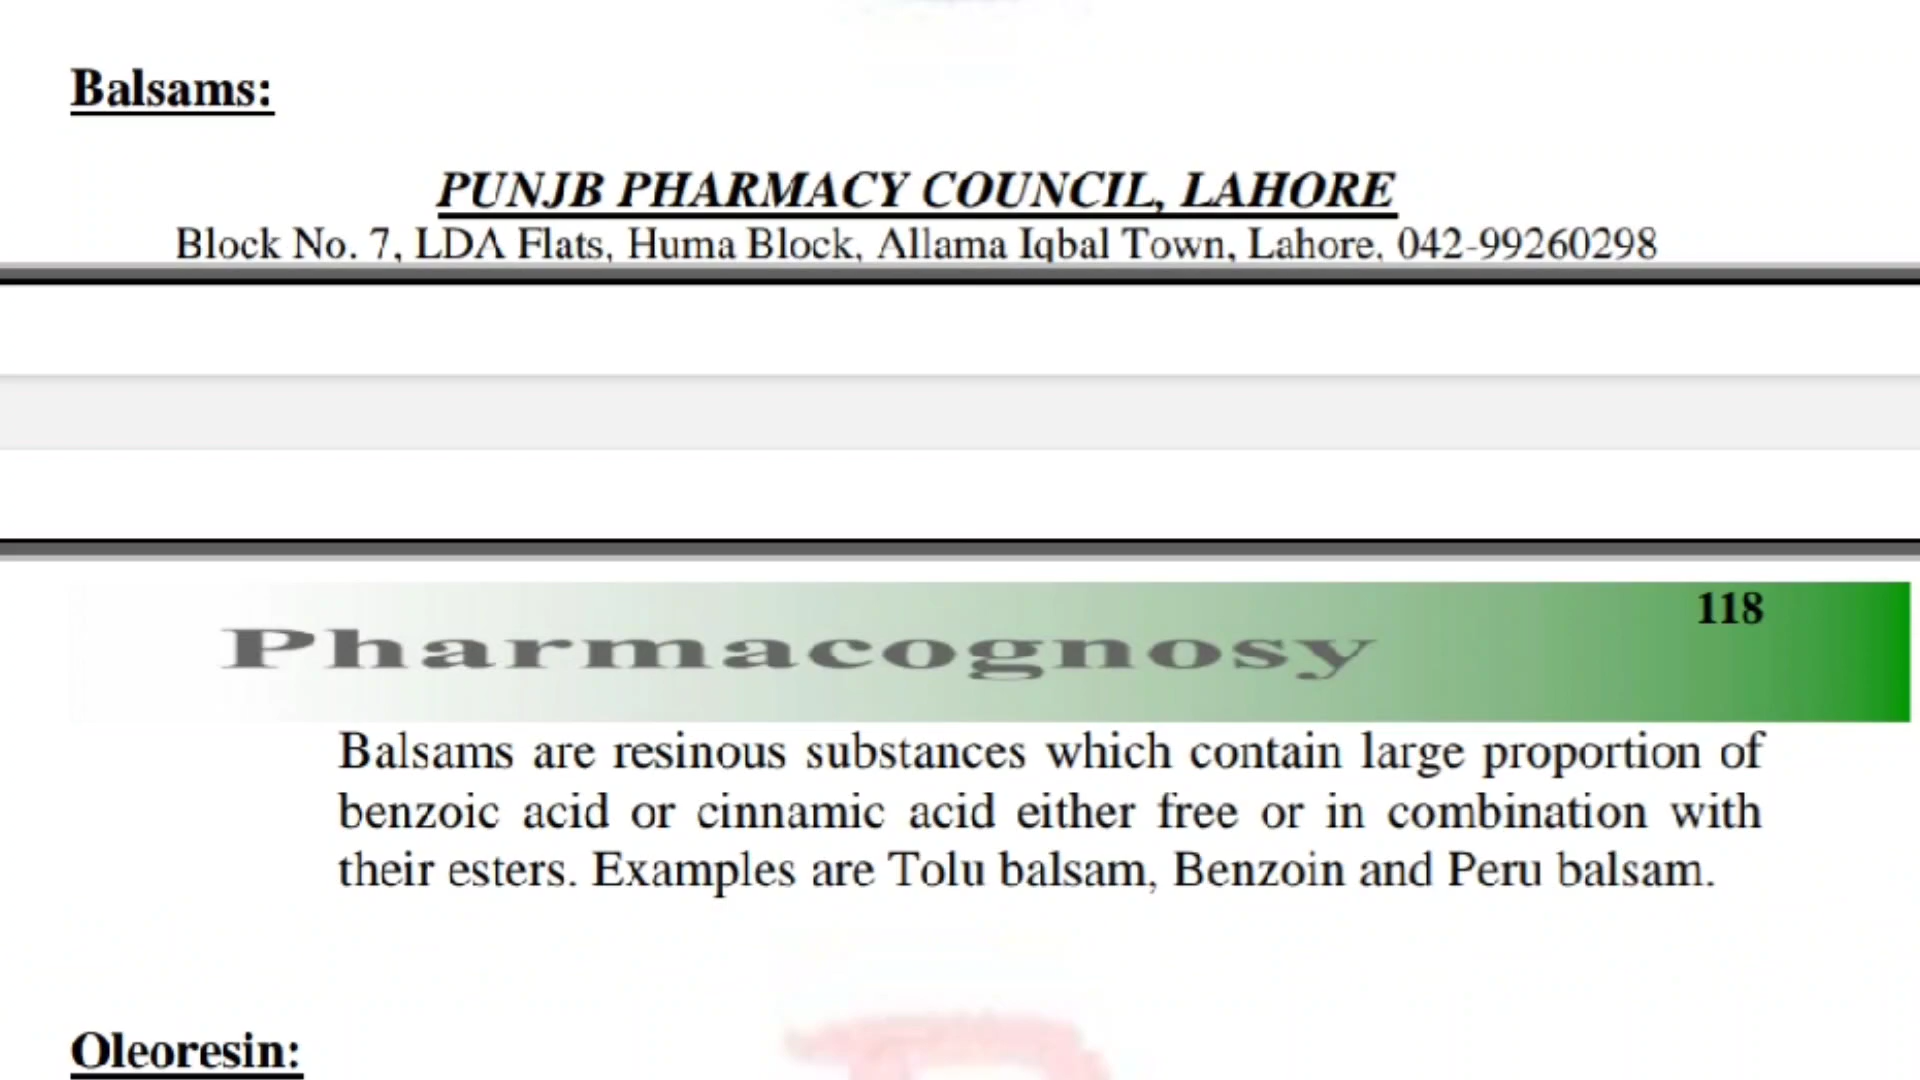 Balsams:
PUNJB PHARMACY COUNCIL, LAHORE
Block No. 7, LDA Flats, Huma Block, Allama Iqbal Town, Lahore. 042-99260298
118
Pharmacognosy
Balsams are resinous substances which contain large proportion of
benzoic acid or cinnamic acid either free or in combination with
their esters. Examples are Tolu balsam, Benzoin and Peru balsam.
Oleoresin: